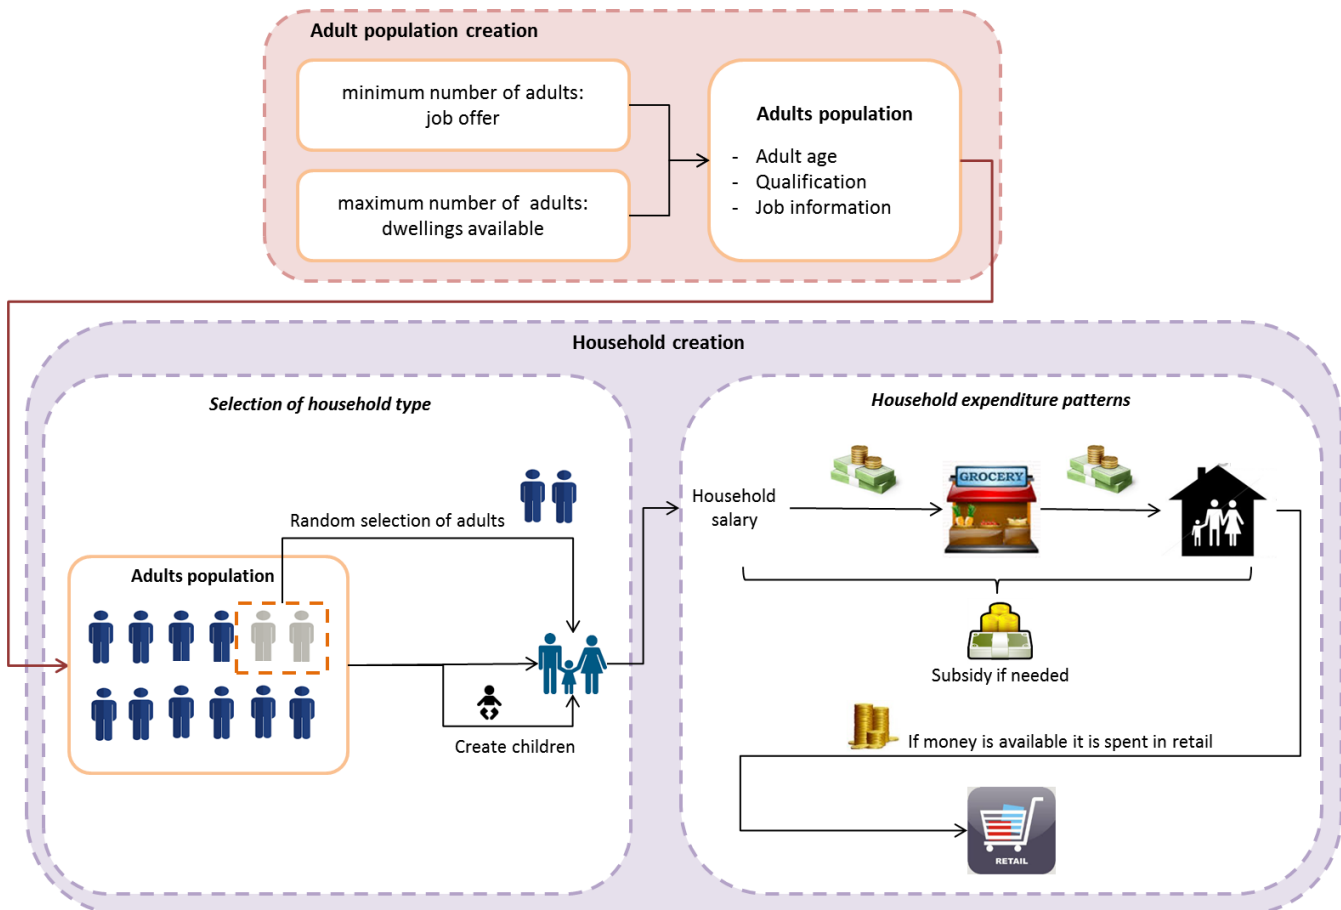 Adult population creation
minimum number of adults:
job offer
maximum number of  adults:
dwellings available
Adults population
- Adult age
- Qualification
- Job information
Household creation
Selection of household type
Random selection of adults
Adults population
Create children
Household expenditure patterns
Household
salary
GROCERY
Subsidy if needed
If money is available it is spent in retail
RETAIL